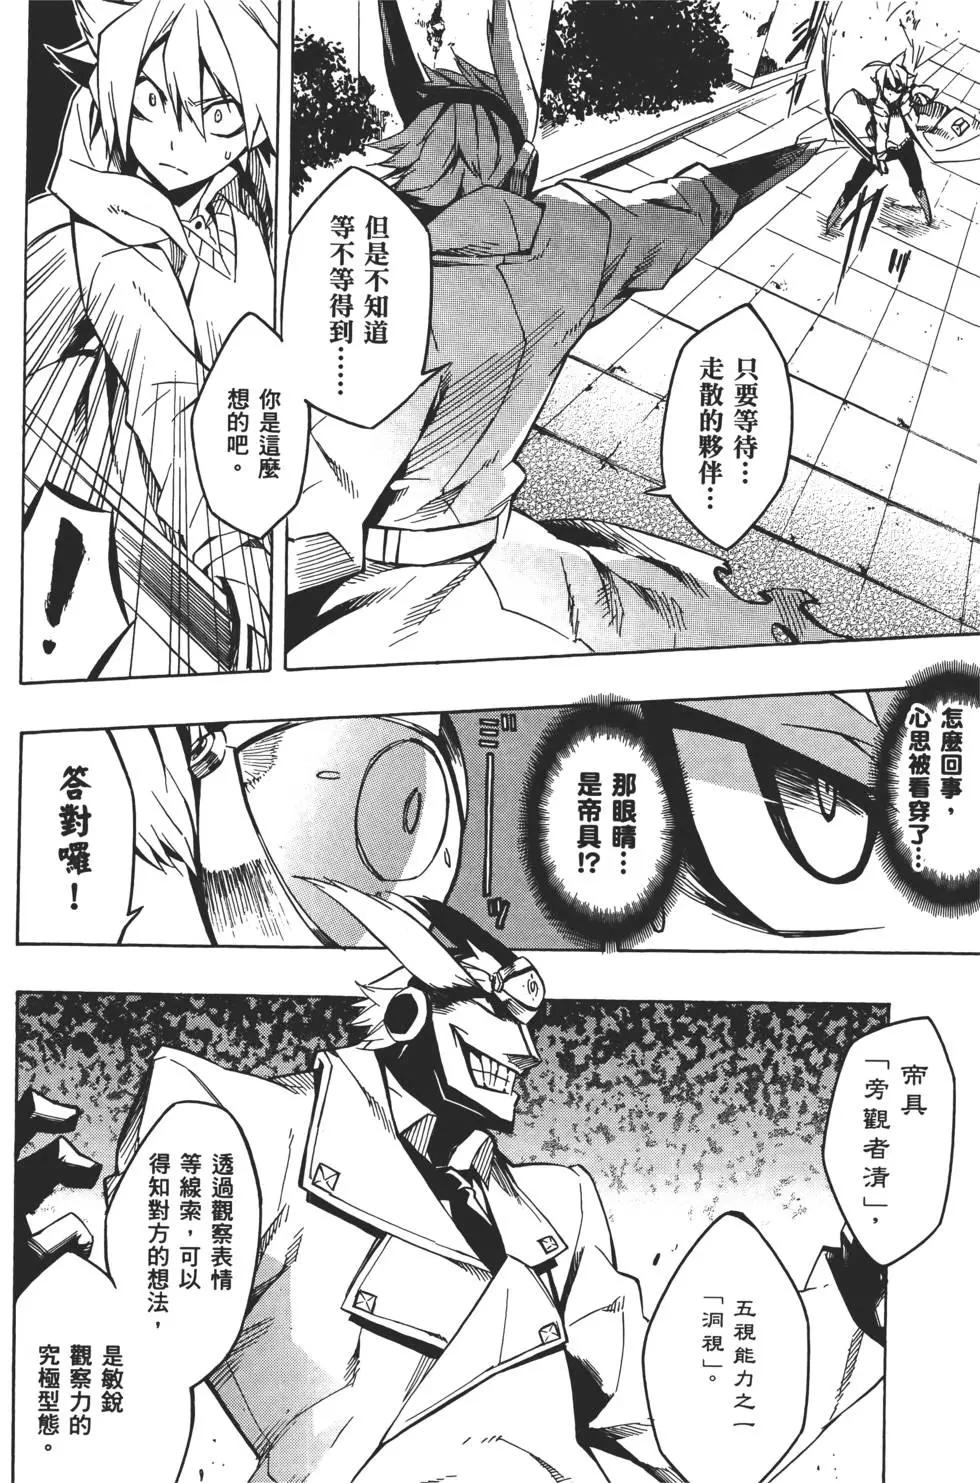 只要等待…
走散的夥伴…
但是不知道
等不等得到……
你是這麼
想的吧。
！
怎麼回事，
心思被看穿了…
那眼睛…
是帝具!?
答對囉！
帝具
「旁觀者清」，
五視能力之一
「洞視」。
透過觀察表情
等線索，可以
得知對方的想法，
是敏銳
觀察力的
究極型態。